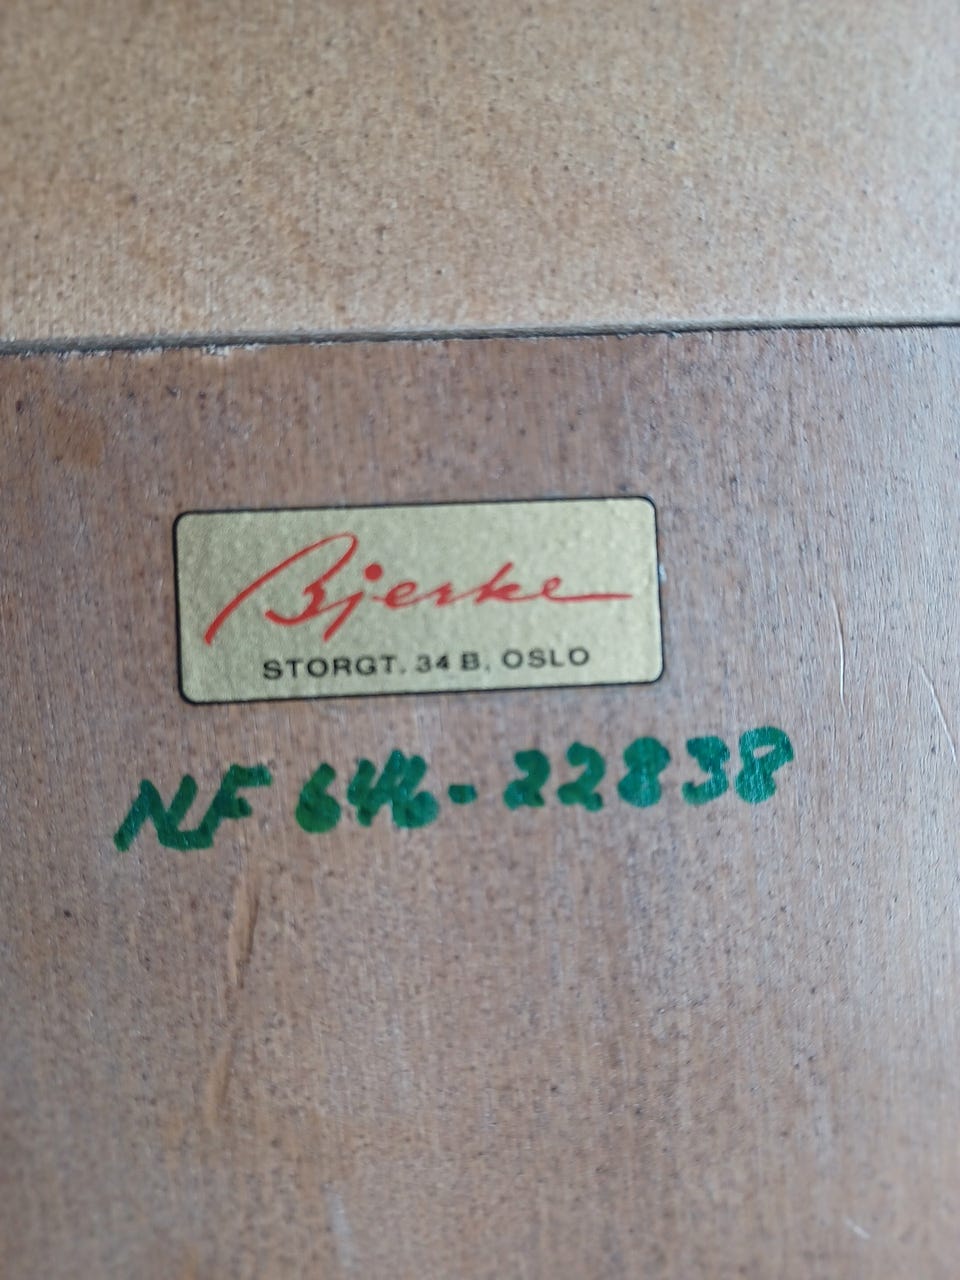 Bjerke
STORGT. 34 B, OSLO
NF 646-22838